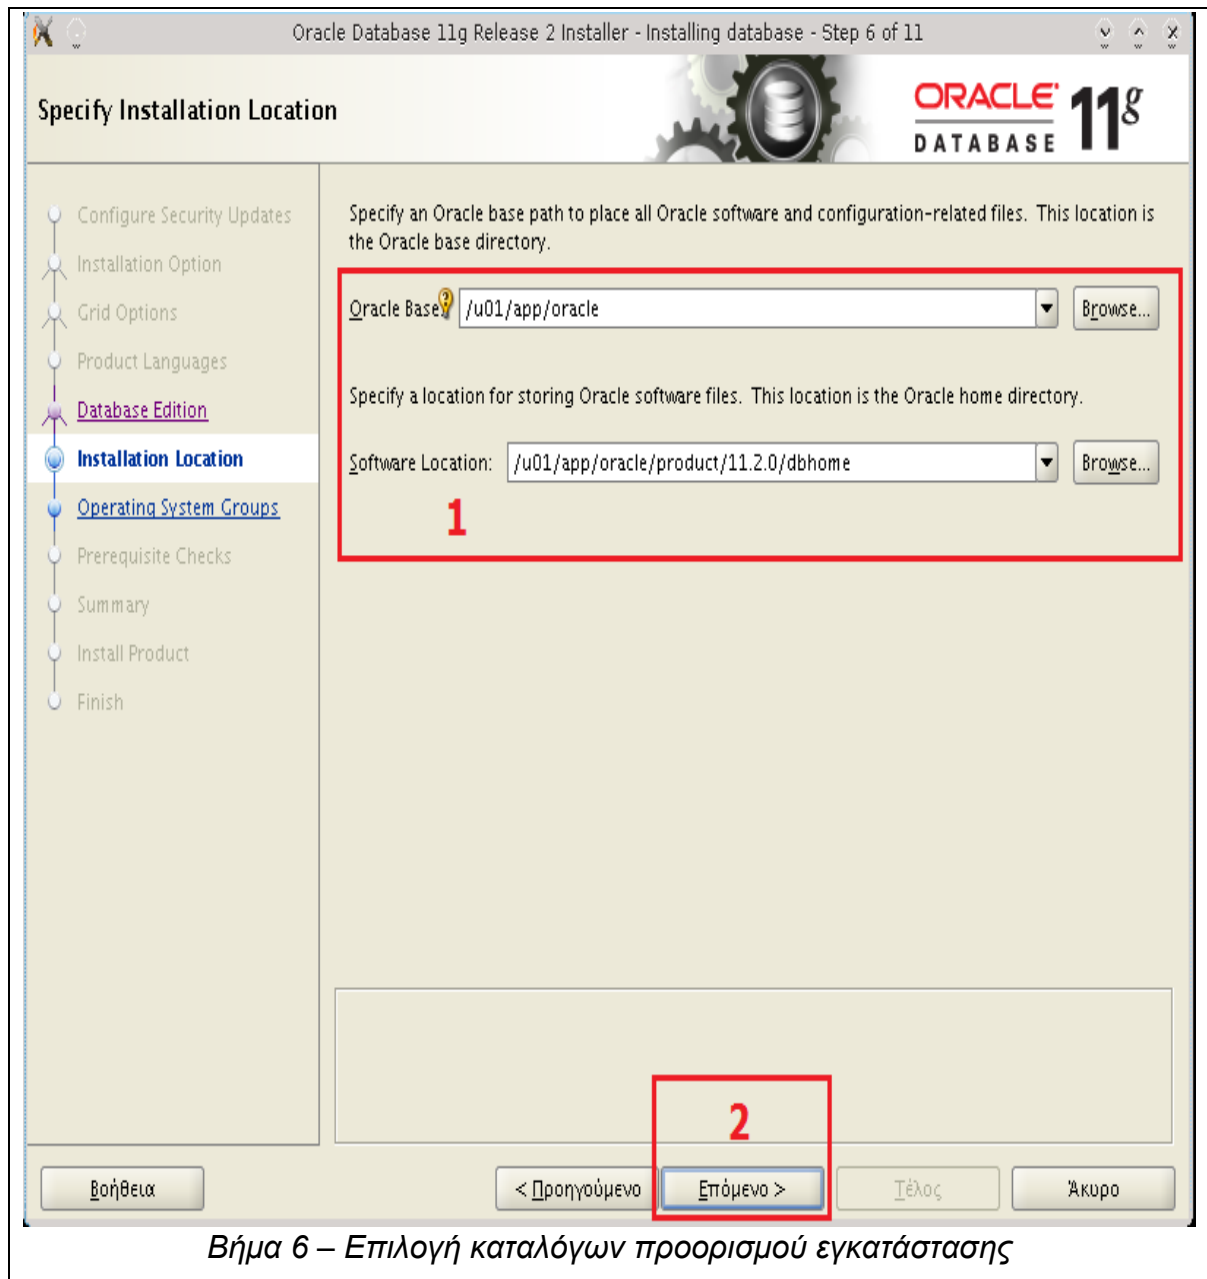 Oracle Database 11g Release 2 Installer - Installing database - Step 6 of 11
Specify Installation Location
ORACLE 11g
DATABASE
Configure Security Updates
Installation Option
Grid Options
Product Languages
Database Edition
Installation Location
Operating System Groups
Prerequisite Checks
Summary
Install Product
Finish
Specify an Oracle base path to place all Oracle software and configuration-related files. This location is
the Oracle base directory.
Oracle Base: /u01/app/oracle Browse...
Specify a location for storing Oracle software files. This location is the Oracle home directory.
Software Location: /u01/app/oracle/product/11.2.0/dbhome Browse...
1
2
Βοήθεια < Προηγούμενο Επόμενο > Τέλος Άκυρο
Βήμα 6 – Επιλογή καταλόγων προορισμού εγκατάστασης